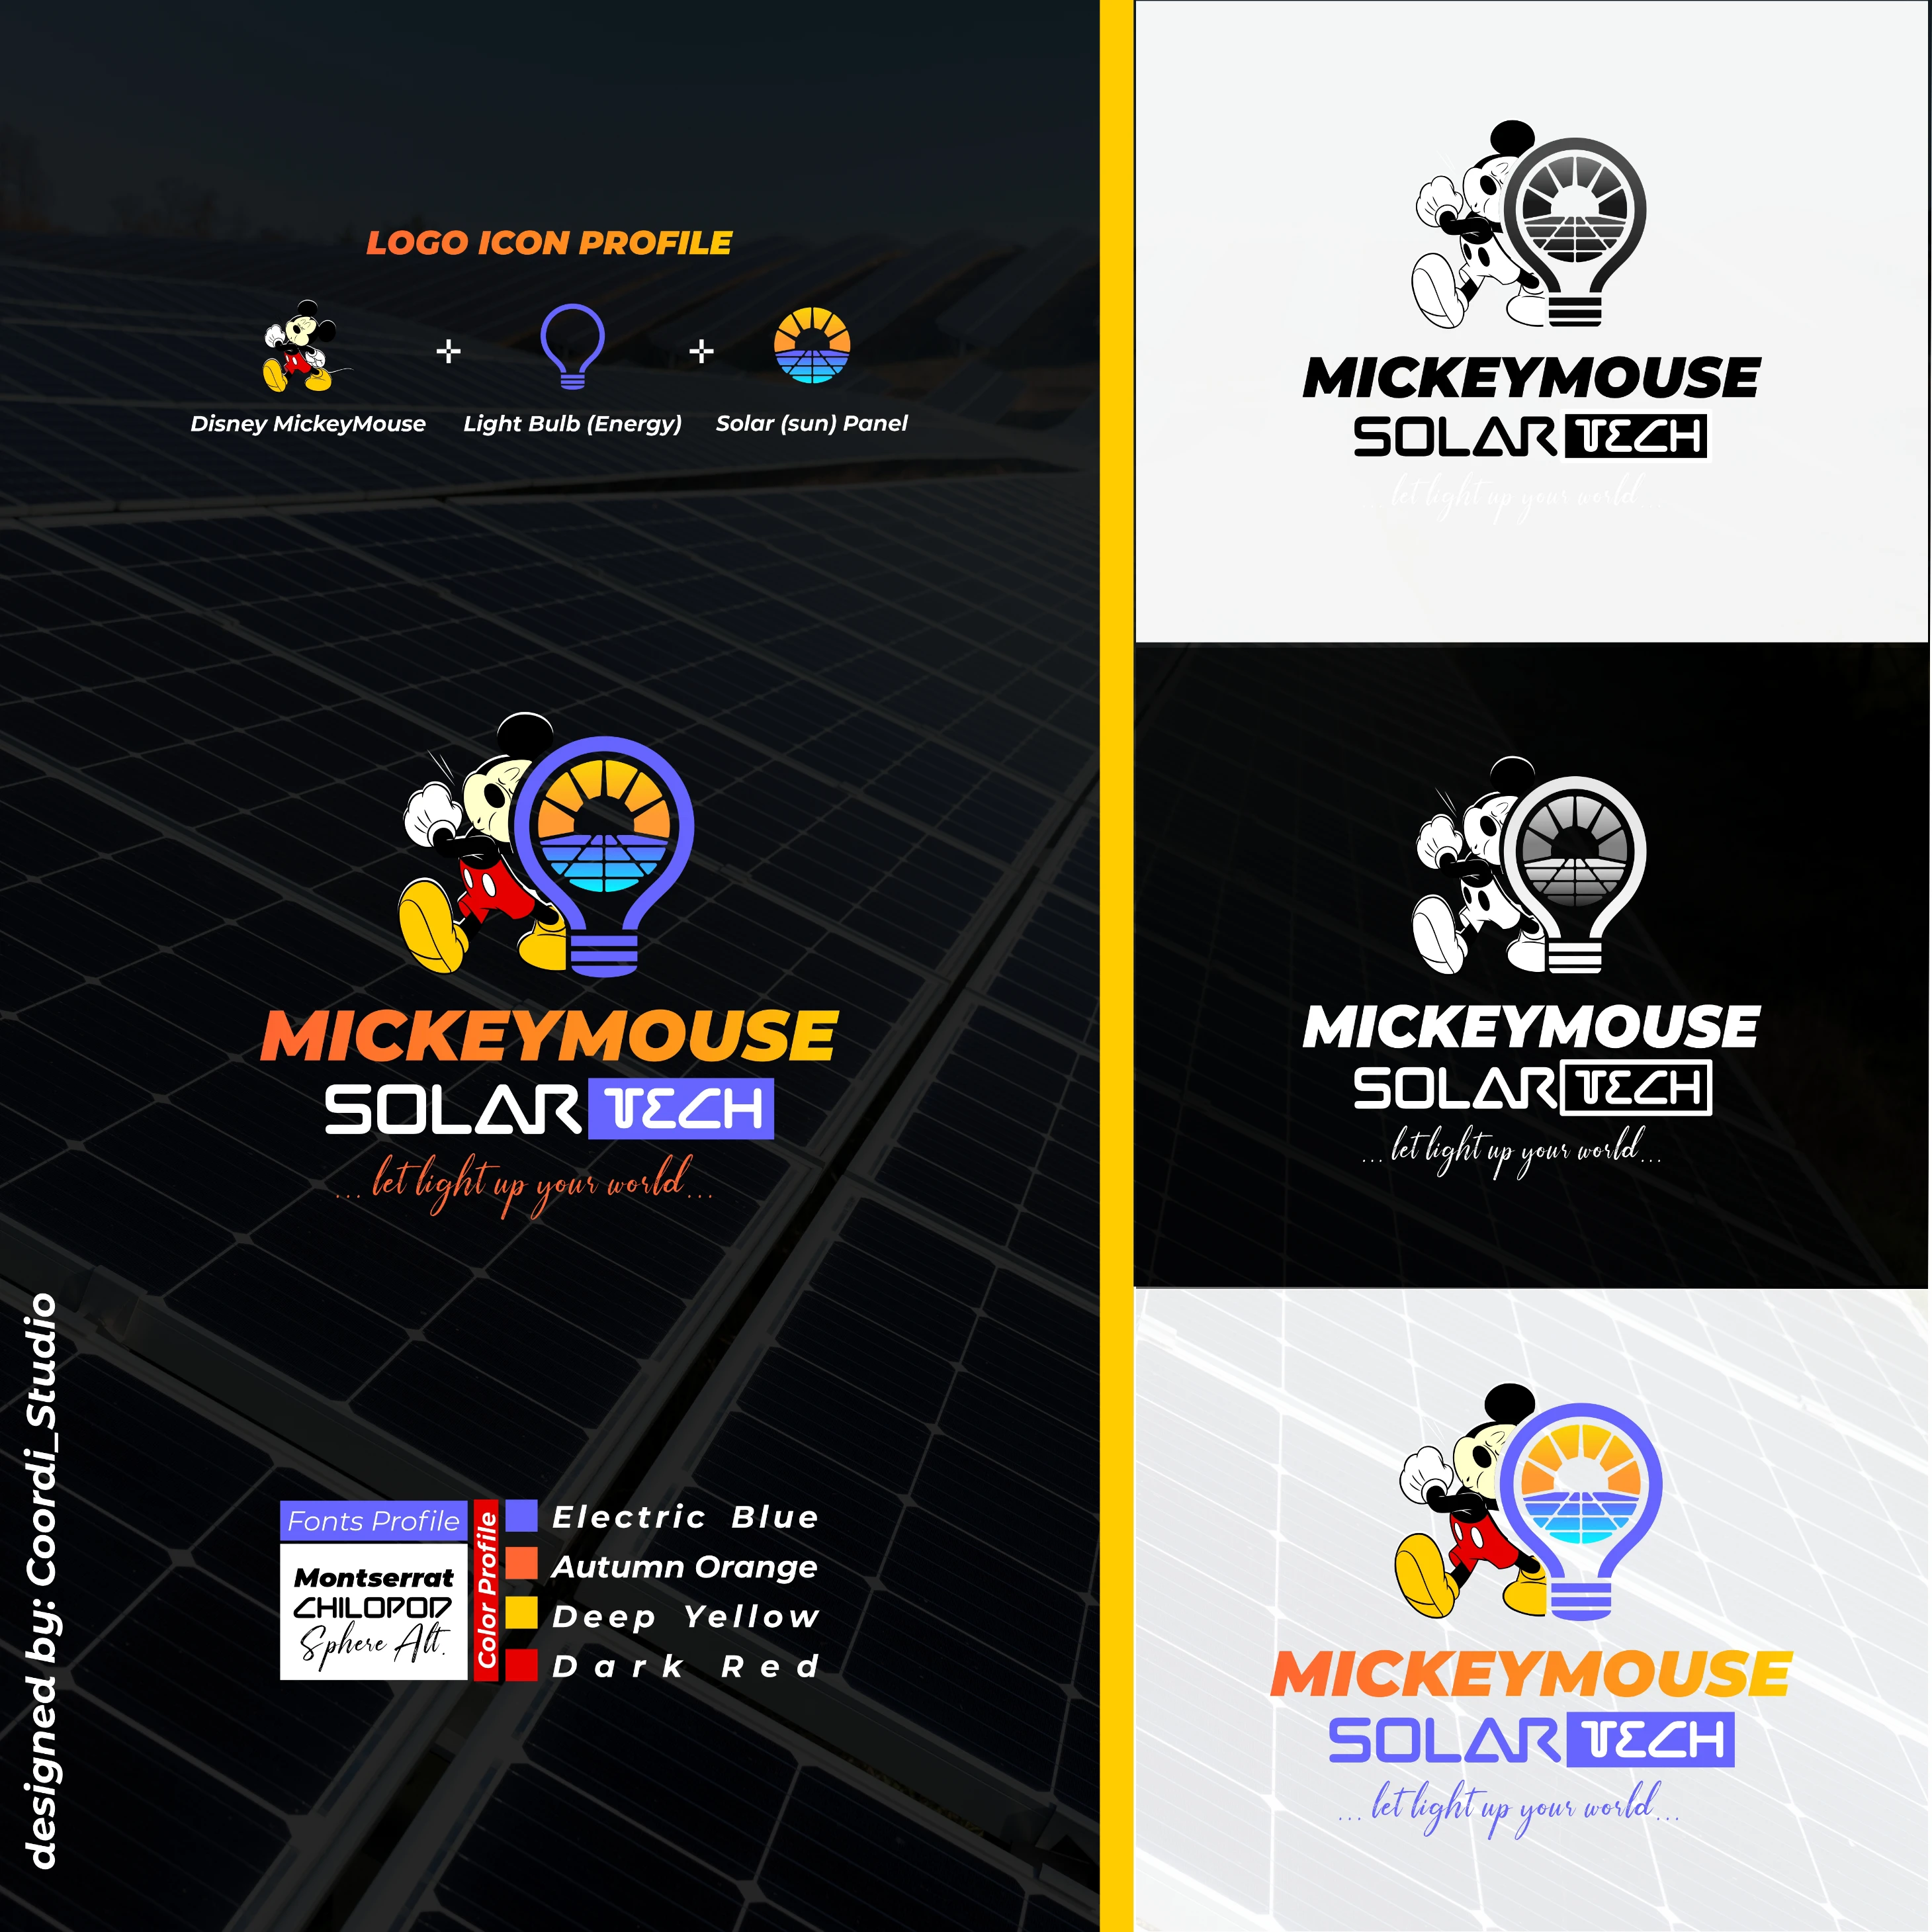 LOGO ICON PROFILE
Disney MickeyMouse
Light Bulb (Energy)
Solar (sun) Panel
MICKEYMOUSE
SOLAR TECH
... let light up your world...
designed by: Coordi_Studio
Fonts Profile
Montserrat
CHILOPOD
Sphere Alt.
Color Profile
Electric Blue
Autumn Orange
Deep Yellow
Dark Red
MICKEYMOUSE
SOLAR TECH
let light up your world
MICKEYMOUSE
SOLAR TECH
... let light up your world...
MICKEYMOUSE
SOLAR TECH
... let light up your world...